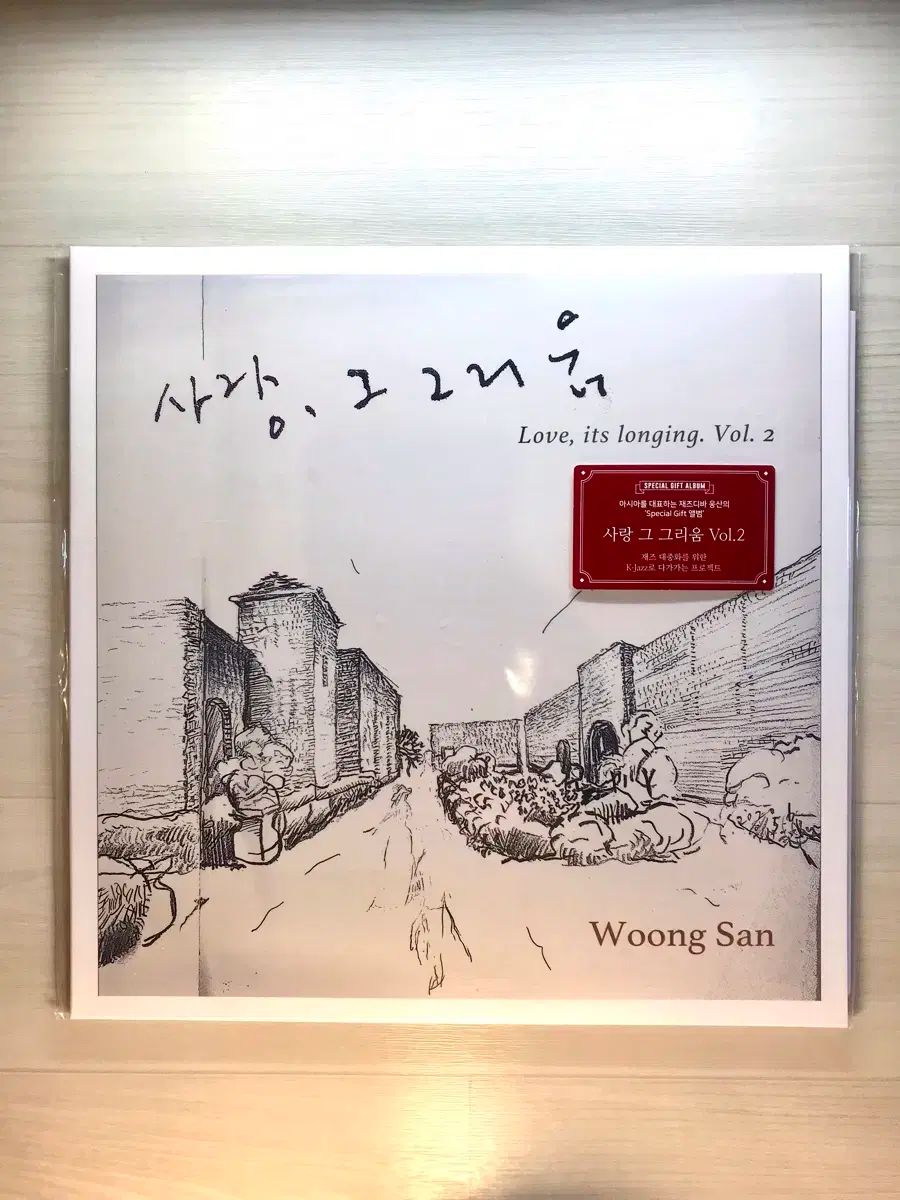 사랑, 그 그리움
Love, its longing. Vol. 2
SPECIAL GIFT ALBUM
아시아를 대표하는 재즈디바 웅산의
'Special Gift 앨범'
사랑 그 그리움 Vol.2
재즈 대중화를 위한
K-Jazz로 다가가는 프로젝트
Woong San